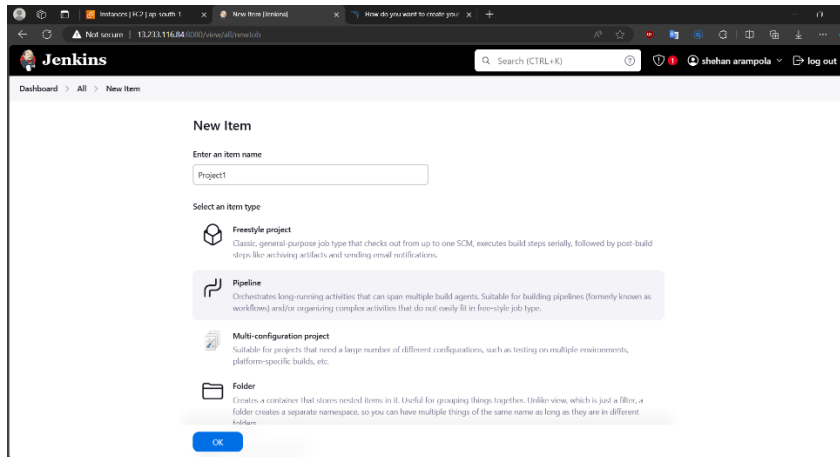 Instances | EC2 | ap-south-1
New Item [Jenkins]
How do you want to create your
Not secure | 13.233.116.84:8080/view/all/newJob
Jenkins
Search (CTRL+K)
1
shehan arampola
log out
Dashboard > All > New Item
New Item
Enter an item name
Project1
Select an item type
Freestyle project
Classic, general-purpose job type that checks out from up to one SCM, executes build steps serially, followed by post-build
steps like archiving artifacts and sending email notifications.
Pipeline
Orchestrates long-running activities that can span multiple build agents. Suitable for building pipelines (formerly known as
workflows) and/or organizing complex activities that do not easily fit in free-style job type.
Multi-configuration project
Suitable for projects that need a large number of different configurations, such as testing on multiple environments,
platform-specific builds, etc.
Folder
Creates a container that stores nested items in it. Useful for grouping things together. Unlike view, which is just a filter, a
folder creates a separate namespace, so you can have multiple things of the same name as long as they are in different
folders.
OK